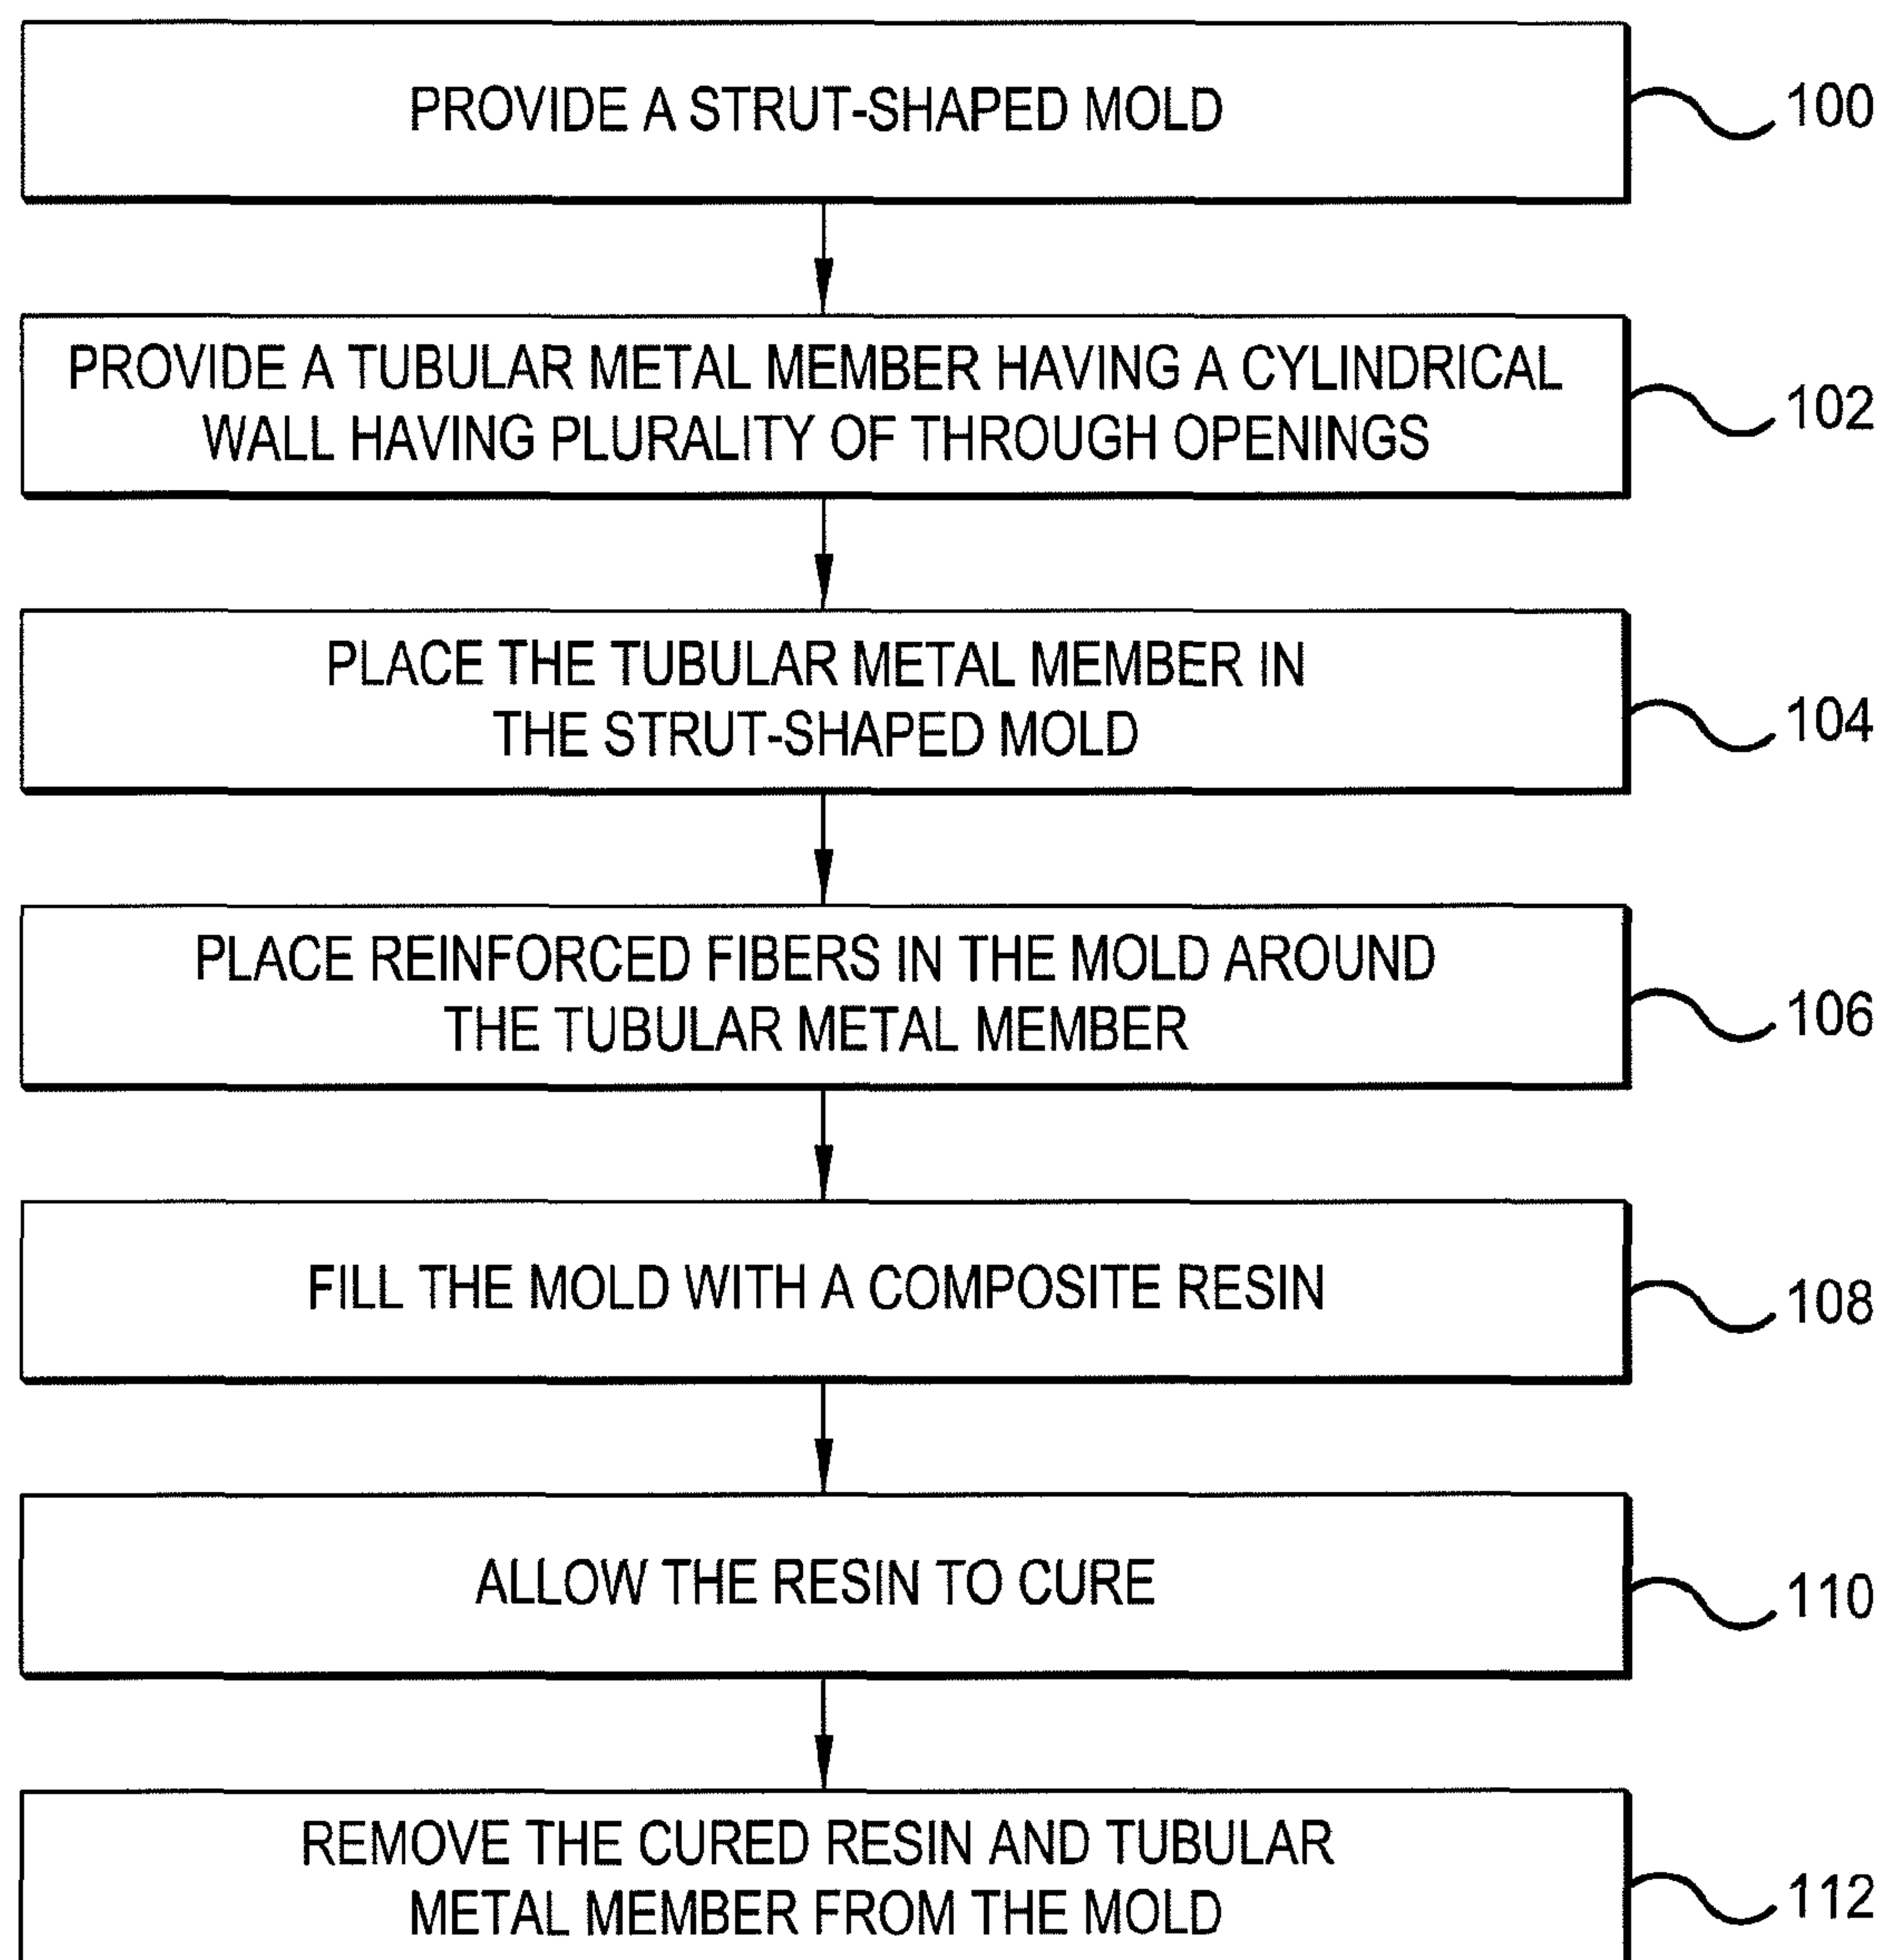 PROVIDE A STRUT-SHAPED MOLD
100
PROVIDE A TUBULAR METAL MEMBER HAVING A CYLINDRICAL
WALL HAVING PLURALITY OF THROUGH OPENINGS
102
PLACE THE TUBULAR METAL MEMBER IN
THE STRUT-SHAPED MOLD
104
PLACE REINFORCED FIBERS IN THE MOLD AROUND
THE TUBULAR METAL MEMBER
106
FILL THE MOLD WITH A COMPOSITE RESIN
108
ALLOW THE RESIN TO CURE
110
REMOVE THE CURED RESIN AND TUBULAR
METAL MEMBER FROM THE MOLD
112